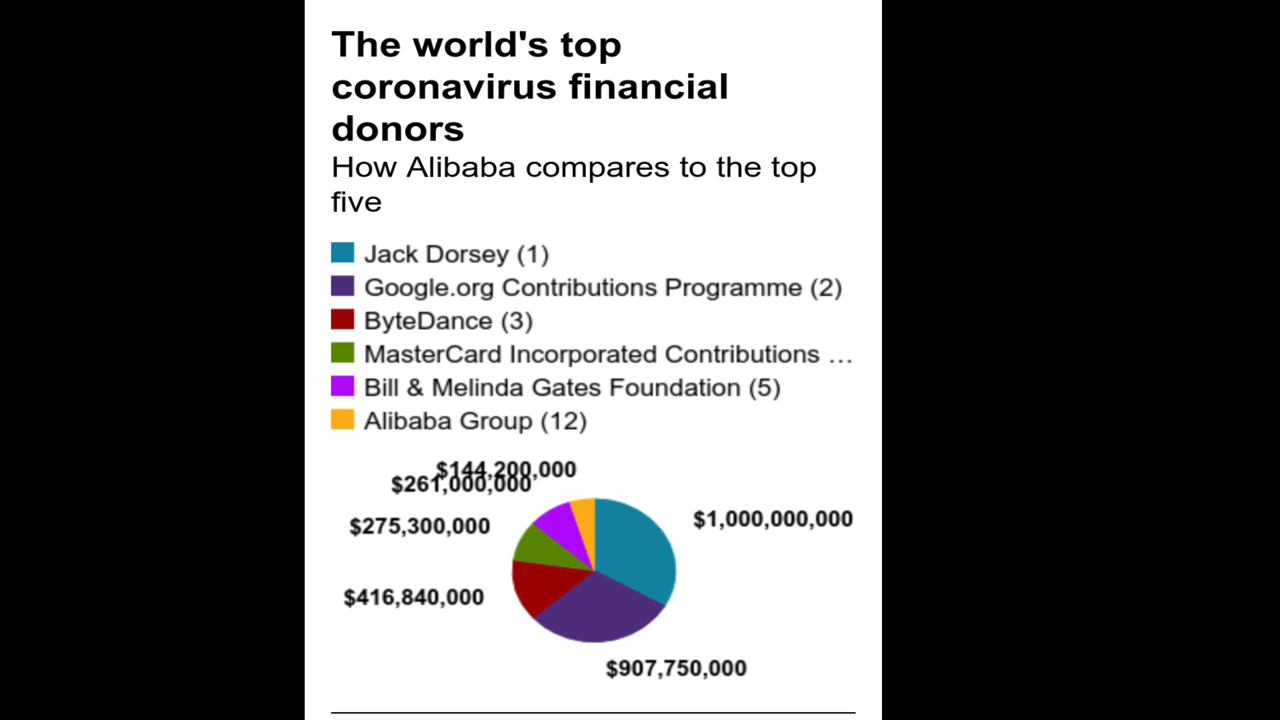 The world's top
coronavirus financial
donors
How Alibaba compares to the top
five
Jack Dorsey (1)
Google.org Contributions Programme (2)
ByteDance (3)
MasterCard Incorporated Contributions …
Bill & Melinda Gates Foundation (5)
Alibaba Group (12)
$144,200,000
$261,000,000
$1,000,000,000
$275,300,000
$416,840,000
$907,750,000